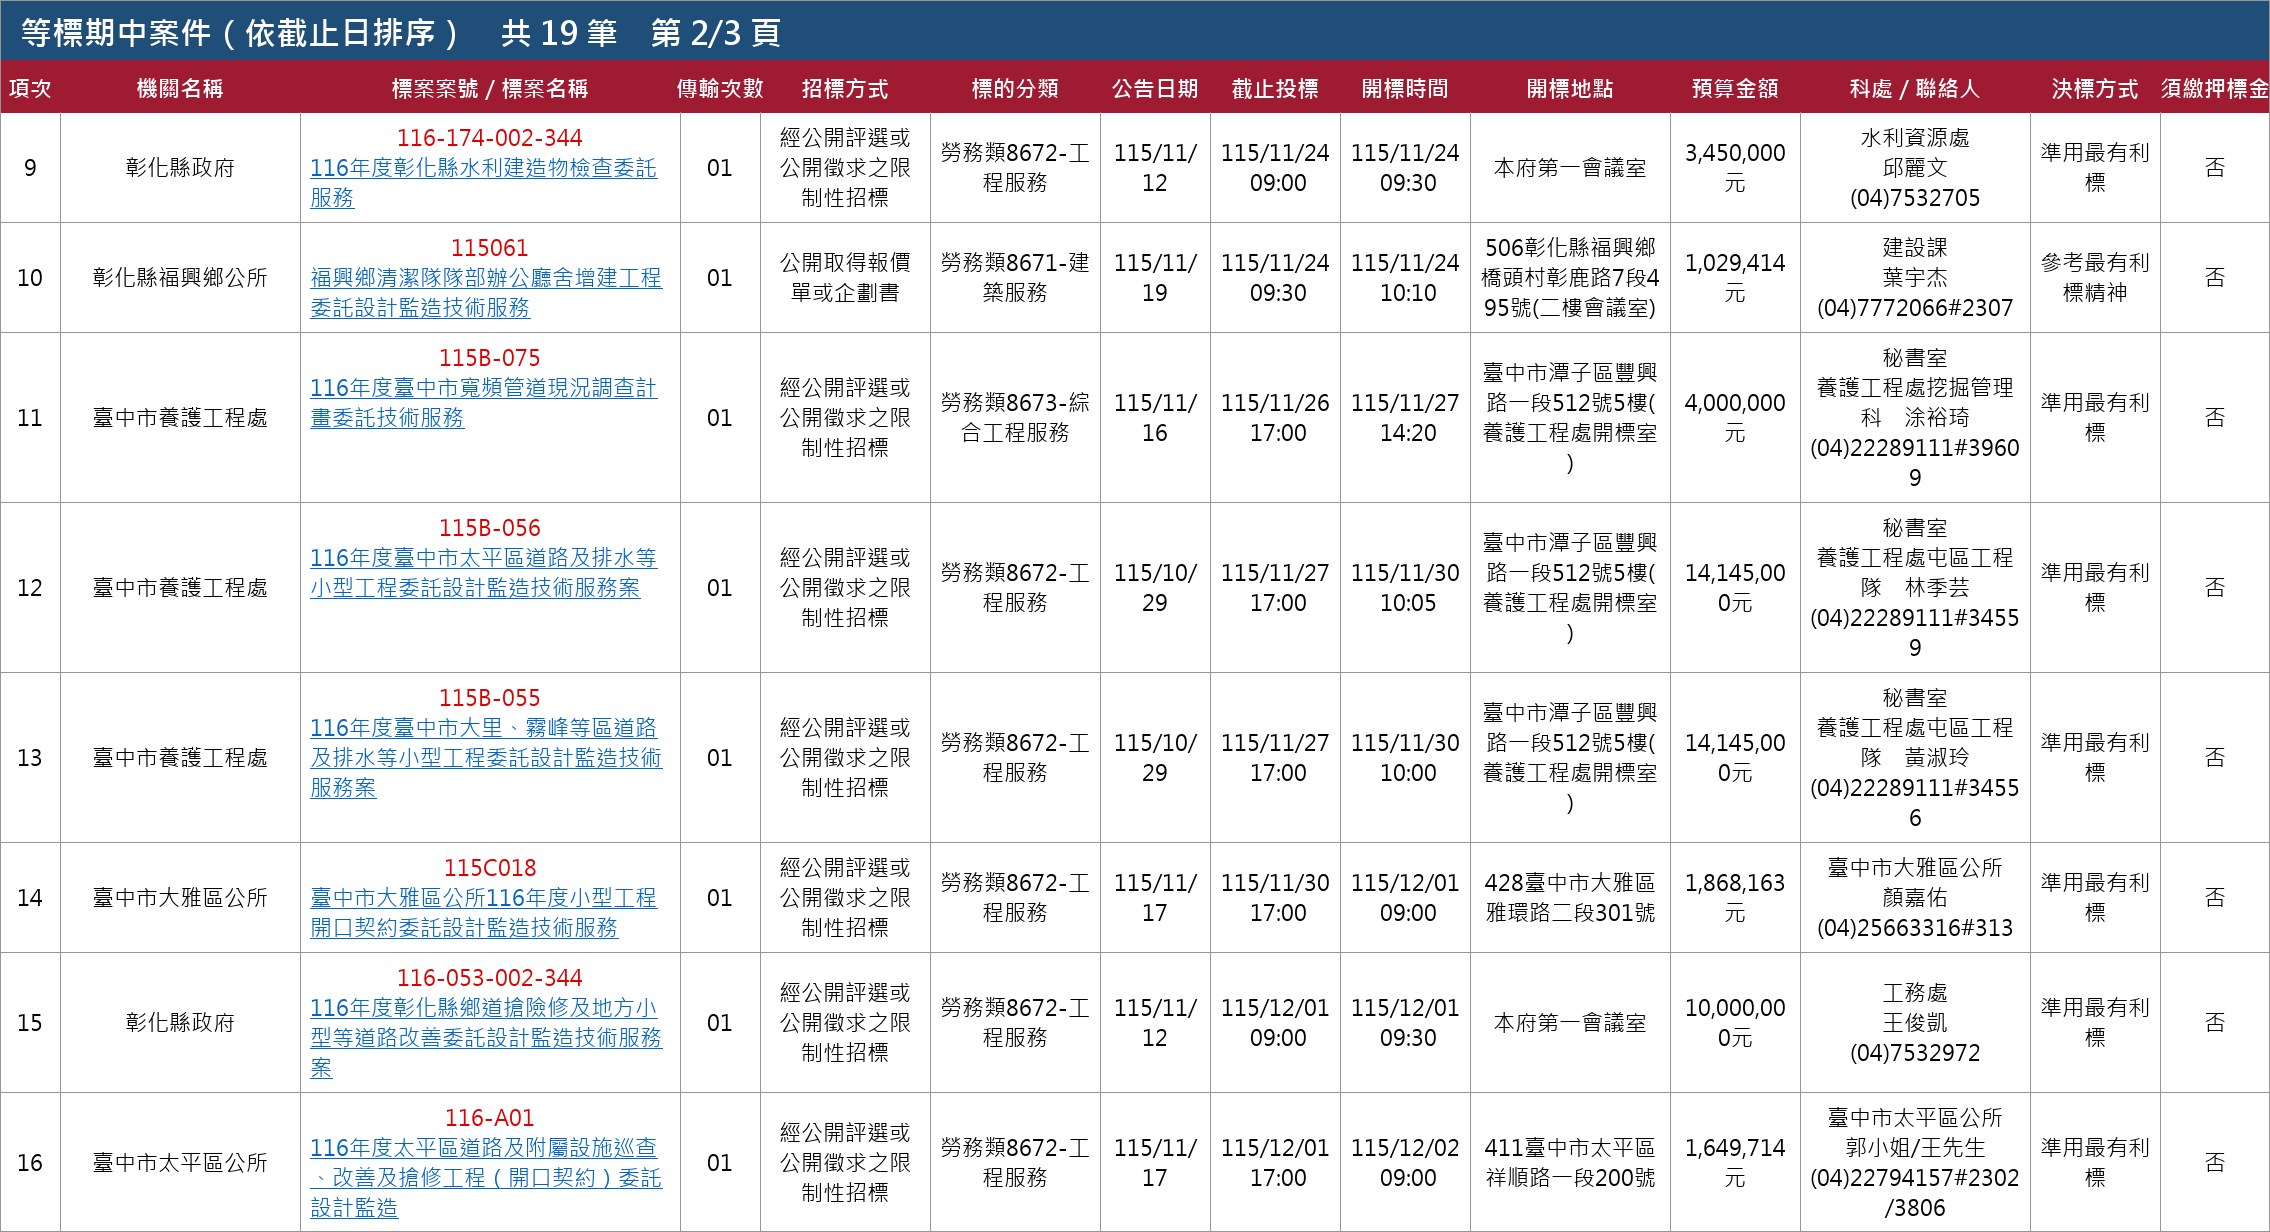 等標期中案件（依截止日排序）　共 19 筆　第 2/3 頁
項次　機關名稱　標案案號 / 標案名稱　傳輸次數　招標方式　標的分類　公告日期　截止投標　開標時間　開標地點　預算金額　科處 / 聯絡人　決標方式　須繳押標金
9
彰化縣政府
116-174-002-344
116年度彰化縣水利建造物檢查委託
服務
01
經公開評選或
公開徵求之限
制性招標
勞務類8672-工
程服務
115/11/
12
115/11/24
09:00
115/11/24
09:30
本府第一會議室
3,450,000
元
水利資源處
邱麗文
(04)7532705
準用最有利
標
否
10
彰化縣福興鄉公所
115061
福興鄉清潔隊隊部辦公廳舍增建工程
委託設計監造技術服務
01
公開取得報價
單或企劃書
勞務類8671-建
築服務
115/11/
19
115/11/24
09:30
115/11/24
10:10
506彰化縣福興鄉
橋頭村彰鹿路7段4
95號(二樓會議室)
1,029,414
元
建設課
葉宇杰
(04)7772066#2307
參考最有利
標精神
否
11
臺中市養護工程處
115B-075
116年度臺中市寬頻管道現況調查計
畫委託技術服務
01
經公開評選或
公開徵求之限
制性招標
勞務類8673-綜
合工程服務
115/11/
16
115/11/26
17:00
115/11/27
14:20
臺中市潭子區豐興
路一段512號5樓(
養護工程處開標室
)
4,000,000
元
秘書室
養護工程處挖掘管理
科　涂裕琦
(04)22289111#3960
9
準用最有利
標
否
12
臺中市養護工程處
115B-056
116年度臺中市太平區道路及排水等
小型工程委託設計監造技術服務案
01
經公開評選或
公開徵求之限
制性招標
勞務類8672-工
程服務
115/10/
29
115/11/27
17:00
115/11/30
10:05
臺中市潭子區豐興
路一段512號5樓(
養護工程處開標室
)
14,145,00
0元
秘書室
養護工程處屯區工程
隊　林季芸
(04)22289111#3455
9
準用最有利
標
否
13
臺中市養護工程處
115B-055
116年度臺中市大里、霧峰等區道路
及排水等小型工程委託設計監造技術
服務案
01
經公開評選或
公開徵求之限
制性招標
勞務類8672-工
程服務
115/10/
29
115/11/27
17:00
115/11/30
10:00
臺中市潭子區豐興
路一段512號5樓(
養護工程處開標室
)
14,145,00
0元
秘書室
養護工程處屯區工程
隊　黃淑玲
(04)22289111#3455
6
準用最有利
標
否
14
臺中市大雅區公所
115C018
臺中市大雅區公所116年度小型工程
開口契約委託設計監造技術服務
01
經公開評選或
公開徵求之限
制性招標
勞務類8672-工
程服務
115/11/
17
115/11/30
17:00
115/12/01
09:00
428臺中市大雅區
雅環路二段301號
1,868,163
元
臺中市大雅區公所
顏嘉佑
(04)25663316#313
準用最有利
標
否
15
彰化縣政府
116-053-002-344
116年度彰化縣鄉道搶險修及地方小
型等道路改善委託設計監造技術服務
案
01
經公開評選或
公開徵求之限
制性招標
勞務類8672-工
程服務
115/11/
12
115/12/01
09:00
115/12/01
09:30
本府第一會議室
10,000,00
0元
工務處
王俊凱
(04)7532972
準用最有利
標
否
16
臺中市太平區公所
116-A01
116年度太平區道路及附屬設施巡查
、改善及搶修工程（開口契約）委託
設計監造
01
經公開評選或
公開徵求之限
制性招標
勞務類8672-工
程服務
115/11/
17
115/12/01
17:00
115/12/02
09:00
411臺中市太平區
祥順路一段200號
1,649,714
元
臺中市太平區公所
郭小姐/王先生
(04)22794157#2302
/3806
準用最有利
標
否